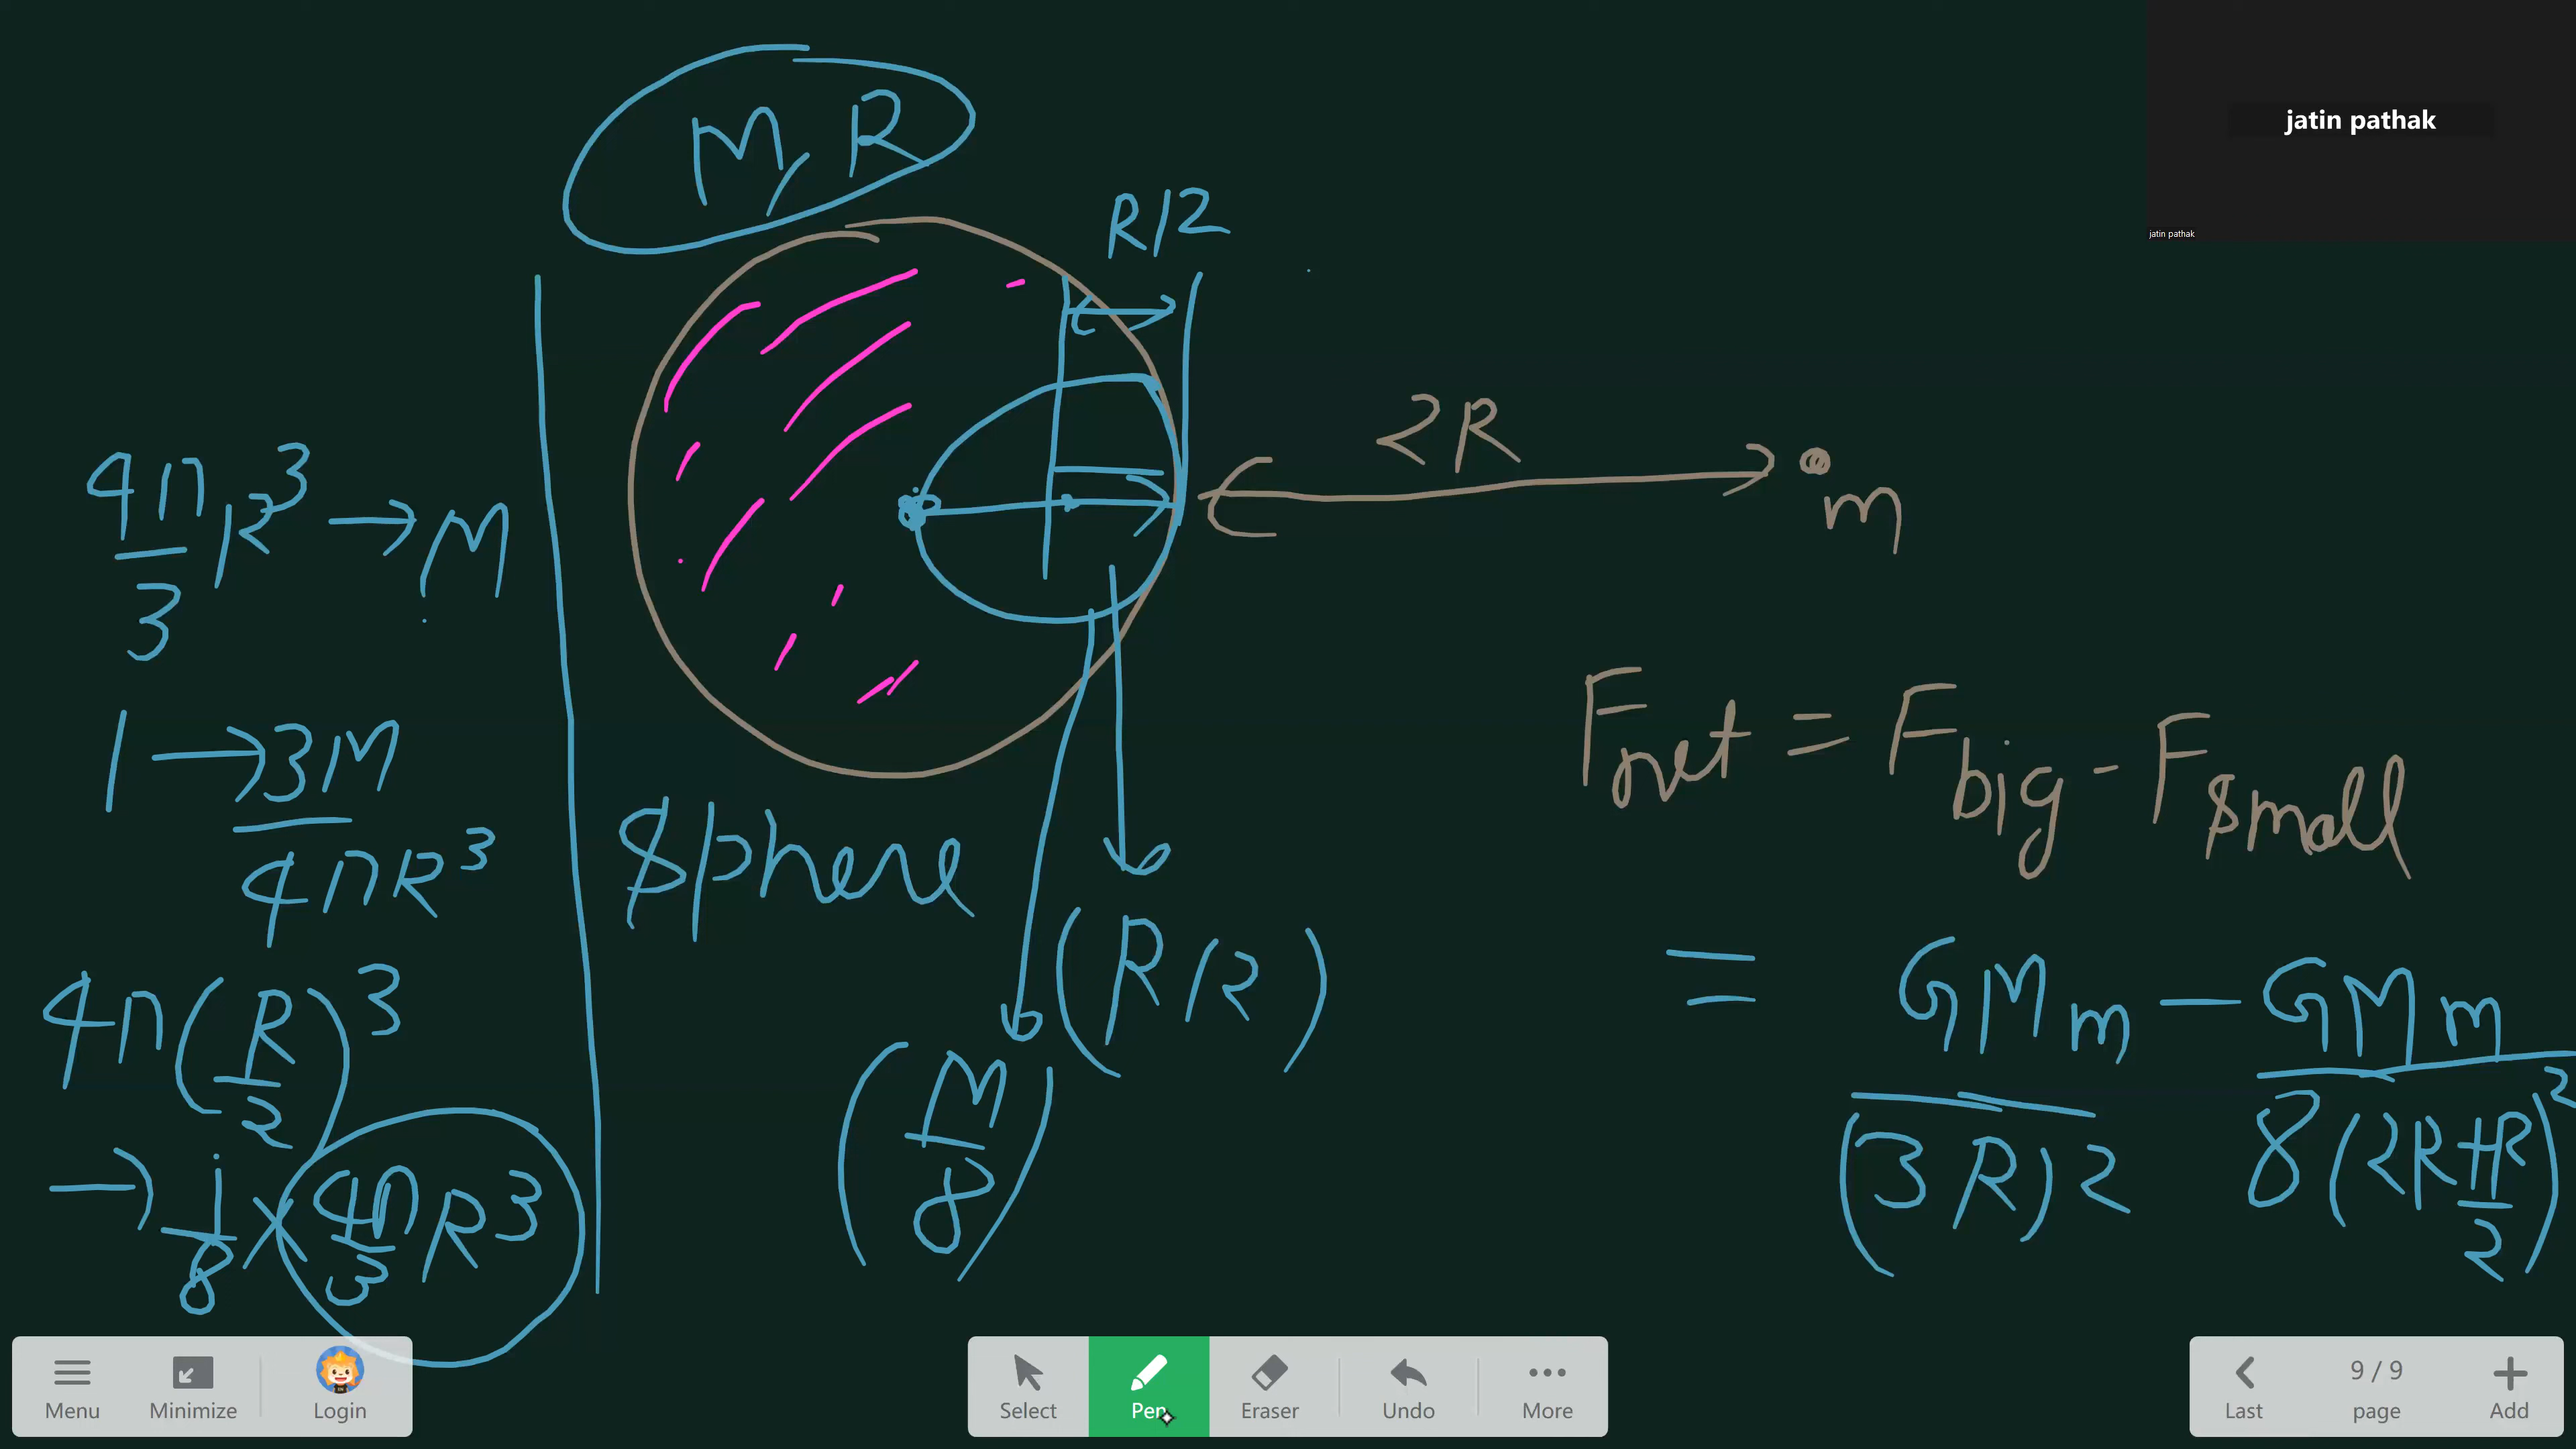 M, R
jatin pathak
jatin pathak
R/2
2R
m
4π/3 R³ → M
1 → 3M/4πR³
4π(R/2)³
→ 1/8 × 4π/3 R³
Sphere
(R/2)
(M/8)
Fnet = Fbig - Fsmall
= GMm/(3R)² - GMm/8(2R+R/2)²
Menu
Minimize
Login
Select
Pen
Eraser
Undo
More
Last
9 / 9
page
Add